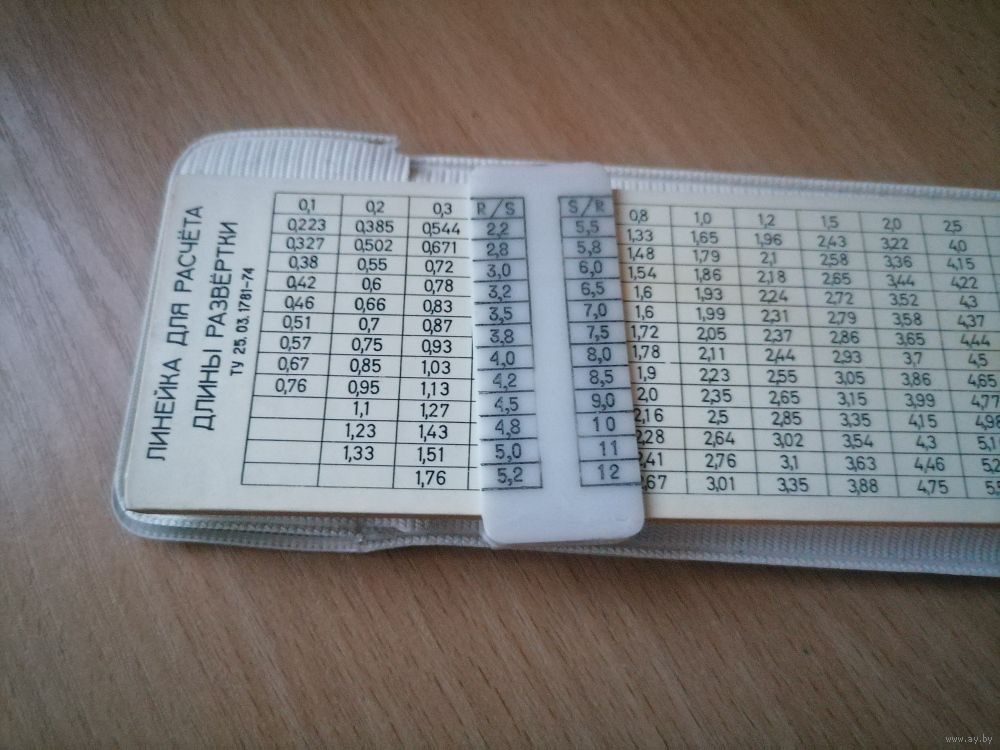 ЛИНЕЙКА ДЛЯ РАСЧЁТА
ДЛИНЫ РАЗВЁРТКИ
ТУ 25.03.1781-74
0,1 0,2 0,3 R/S S/R 0,8 1,0 1,2 1,5 2,0 2,5
0,223 0,385 0,544 2,2 5,5 1,33 1,65 1,96 2,43 3,22 4,0
0,327 0,502 0,671 2,8 5,8 1,48 1,79 2,1 2,58 3,36 4,15
0,38 0,55 0,72 3,0 6,0 1,54 1,86 2,18 2,65 3,44 4,22
0,42 0,6 0,78 3,2 6,5 1,6 1,93 2,24 2,72 3,52 4,3
0,46 0,66 0,83 3,5 7,0 1,6 1,99 2,31 2,79 3,58 4,37
0,51 0,7 0,87 3,8 7,5 1,72 2,05 2,37 2,86 3,65 4,44
0,57 0,75 0,93 4,0 8,0 1,78 2,11 2,44 2,93 3,7 4,5
0,67 0,85 1,03 4,2 8,5 1,9 2,23 2,55 3,05 3,86 4,65
0,76 0,95 1,13 4,5 9,0 2,0 2,35 2,65 3,15 3,99 4,77
1,1 1,27 4,8 10 2,16 2,5 2,85 3,35 4,15 4,98
1,23 1,43 5,0 11 2,28 2,64 3,02 3,54 4,3 5,11
1,33 1,51 5,2 12 2,41 2,76 3,1 3,63 4,46 5,2
1,76 2,67 3,01 3,35 3,88 4,75 5,5
www.ay.by